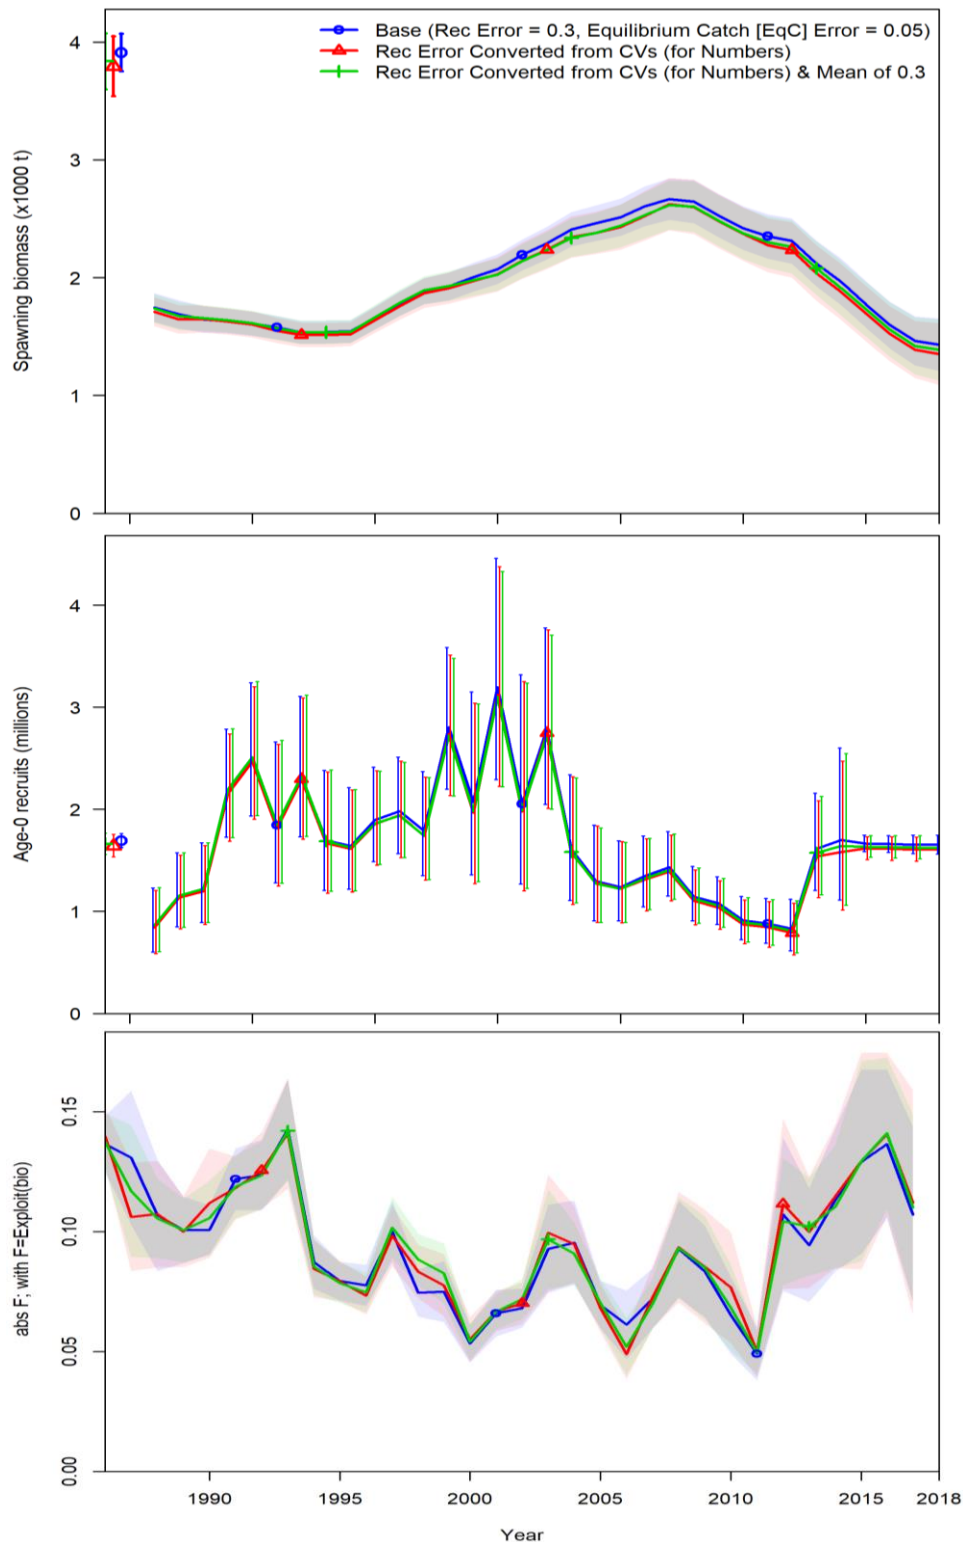 Base (Rec Error = 0.3, Equilibrium Catch [EqC] Error = 0.05)
Rec Error Converted from CVs (for Numbers)
Rec Error Converted from CVs (for Numbers) & Mean of 0.3
Spawning biomass (x1000 t)
4
3
2
1
0
Age-0 recruits (millions)
4
3
2
1
0
abs F; with F=Exploit(bio)
0.15
0.10
0.05
0.00
1990 1995 2000 2005 2010 2015 2018
Year